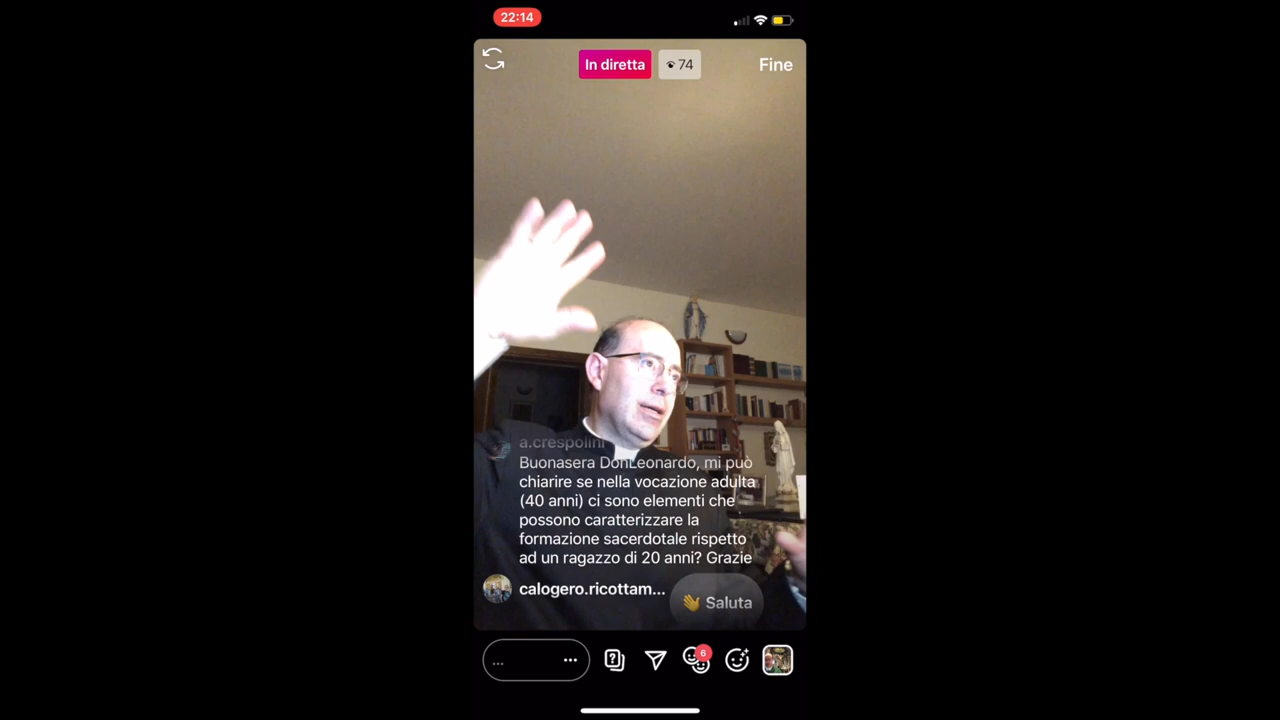 22:14
In diretta
74
Fine
a.crespolini
Buonasera DonLeonardo, mi può
chiarire se nella vocazione adulta
(40 anni) ci sono elementi che
possono caratterizzare la
formazione sacerdotale rispetto
ad un ragazzo di 20 anni? Grazie
calogero.ricottam...
Saluta
...
6